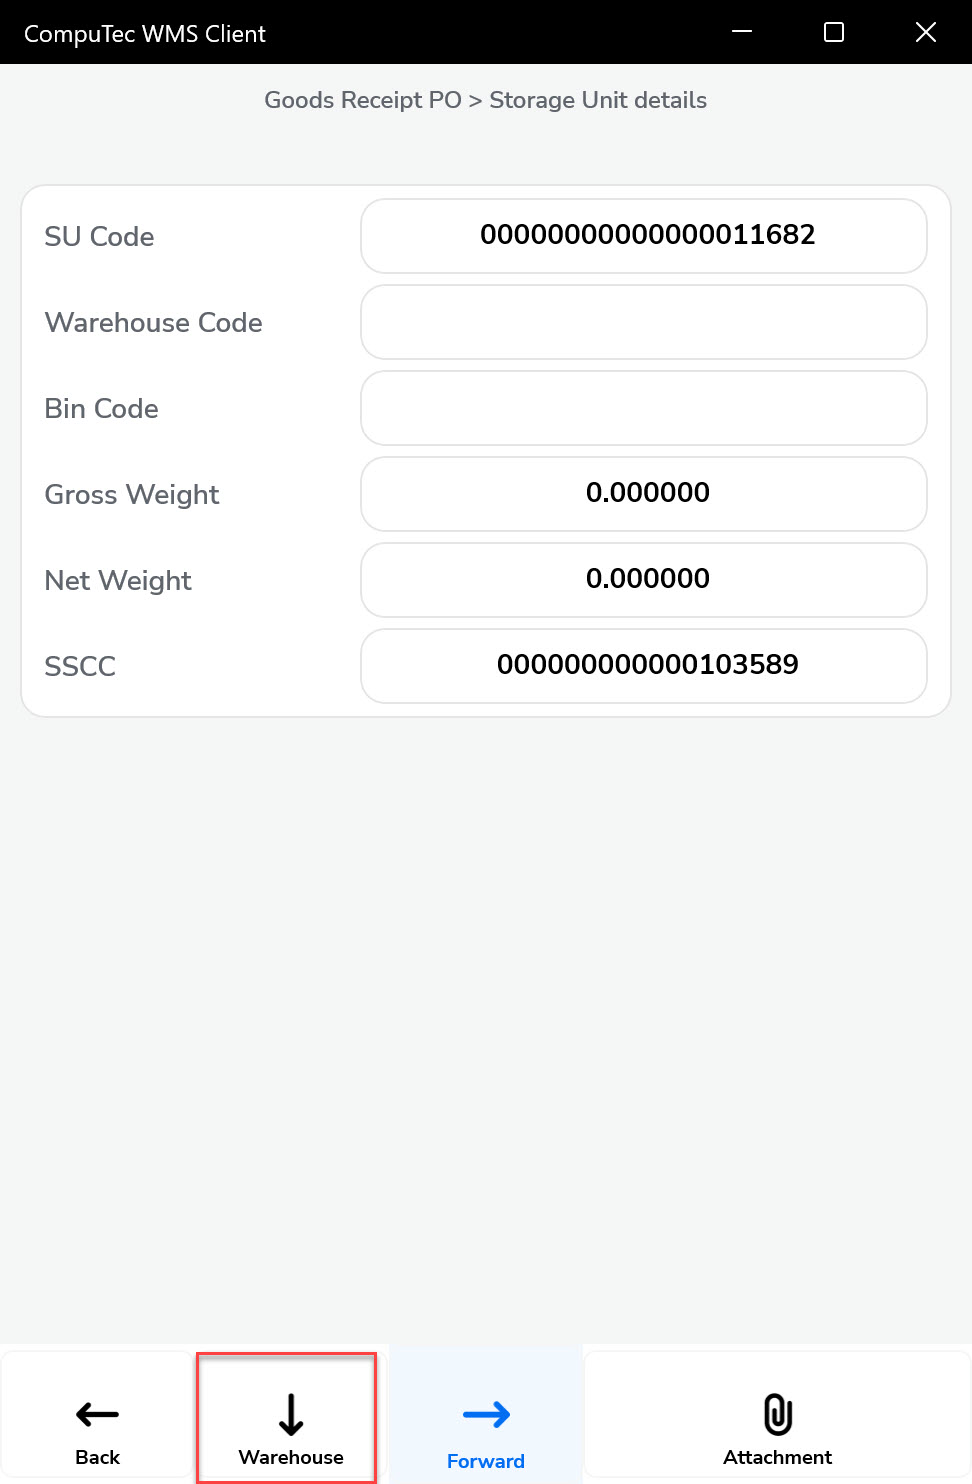 CompuTec WMS Client
Goods Receipt PO > Storage Unit details
SU Code 00000000000000011682
Warehouse Code
Bin Code
Gross Weight 0.000000
Net Weight 0.000000
SSCC 000000000000103589
Back Warehouse Forward Attachment